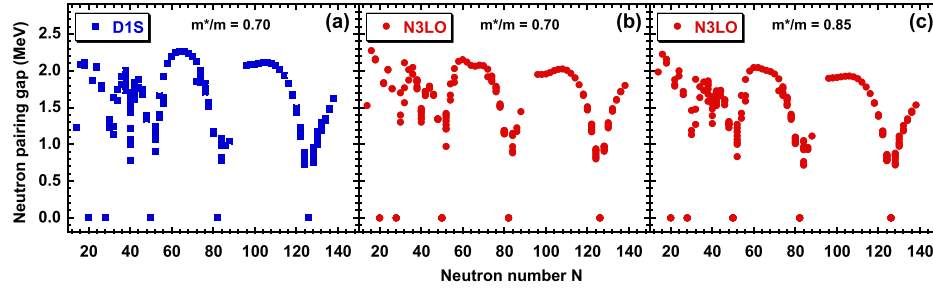 D1S m*/m = 0.70 (a) N3LO m*/m = 0.70 (b) N3LO m*/m = 0.85 (c)
2.5
2.0
1.5
1.0
0.5
0.0
Neutron pairing gap (MeV)
20 40 60 80 100 120 140 20 40 60 80 100 120 140 20 40 60 80 100 120 140
Neutron number N